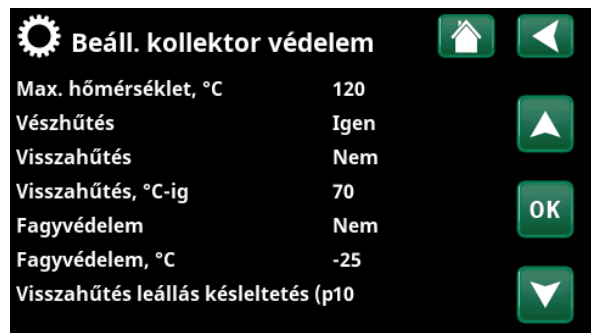 Beáll. kollektor védelem
Max. hőmérséklet, °C 120
Vészhűtés Igen
Visszahűtés Nem
Visszahűtés, °C-ig 70
Fagyvédelem Nem
OK
Fagyvédelem, °C -25
Visszahűtés leállás késleltetés (p10